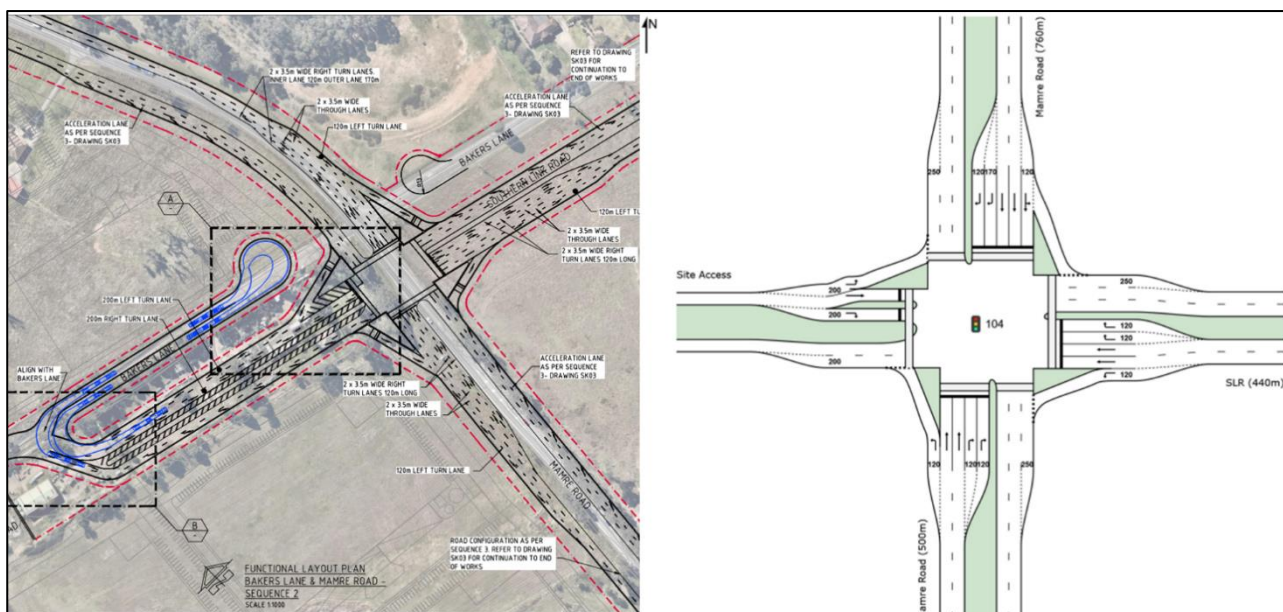 N
REFER TO DRAWING
SK03 FOR
CONTINUATION TO
END OF WORKS
2 x 3.5m WIDE RIGHT TURN LANES.
INNER LANE 120m OUTER LANE 170m
ACCELERATION LANE
AS PER SEQUENCE
3- DRAWING SK03
2 x 3.5m WIDE
THROUGH LANES
120m LEFT TURN LANE
ACCELERATION LANE
AS PER SEQUENCE
3- DRAWING SK03
BAKERS LANE
SOUTHERN LINK ROAD
A
120m LEFT TU
2 x 3.5m WIDE
THROUGH LANES
2 x 3.5m WIDE RIGHT
TURN LANES 120m LONG
200m LEFT TURN LANE
200m RIGHT TURN LANE
BAKERS LANE
ALIGN WITH
BAKERS LANE
ACCELERATION LANE
AS PER SEQUENCE
3- DRAWING SK03
2 x 3.5m WIDE RIGHT
TURN LANES 120m LONG
2 x 3.5m WIDE
THROUGH LANES
120m LEFT TURN LANE
MAMRE ROAD
AD
B
ROAD CONFIGURATION AS PER
SEQUENCE 3. REFER TO DRAWING
SK03 FOR CONTINUATION TO END
OF WORKS
FUNCTIONAL LAYOUT PLAN
BAKERS LANE & MAMRE ROAD -
SEQUENCE 2
SCALE 1:1000
Mamre Road (760m)
250
120
170
120
Site Access
200
200
200
104
250
120
120
120
SLR (440m)
120
120
120
250
Mamre Road (500m)